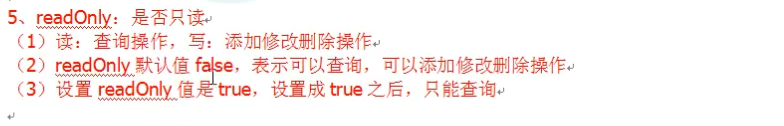 5、readOnly：是否只读
（1）读：查询操作，写：添加修改删除操作
（2）readOnly 默认值 false，表示可以查询，可以添加修改删除操作
（3）设置 readOnly 值是 true，设置成 true 之后，只能查询